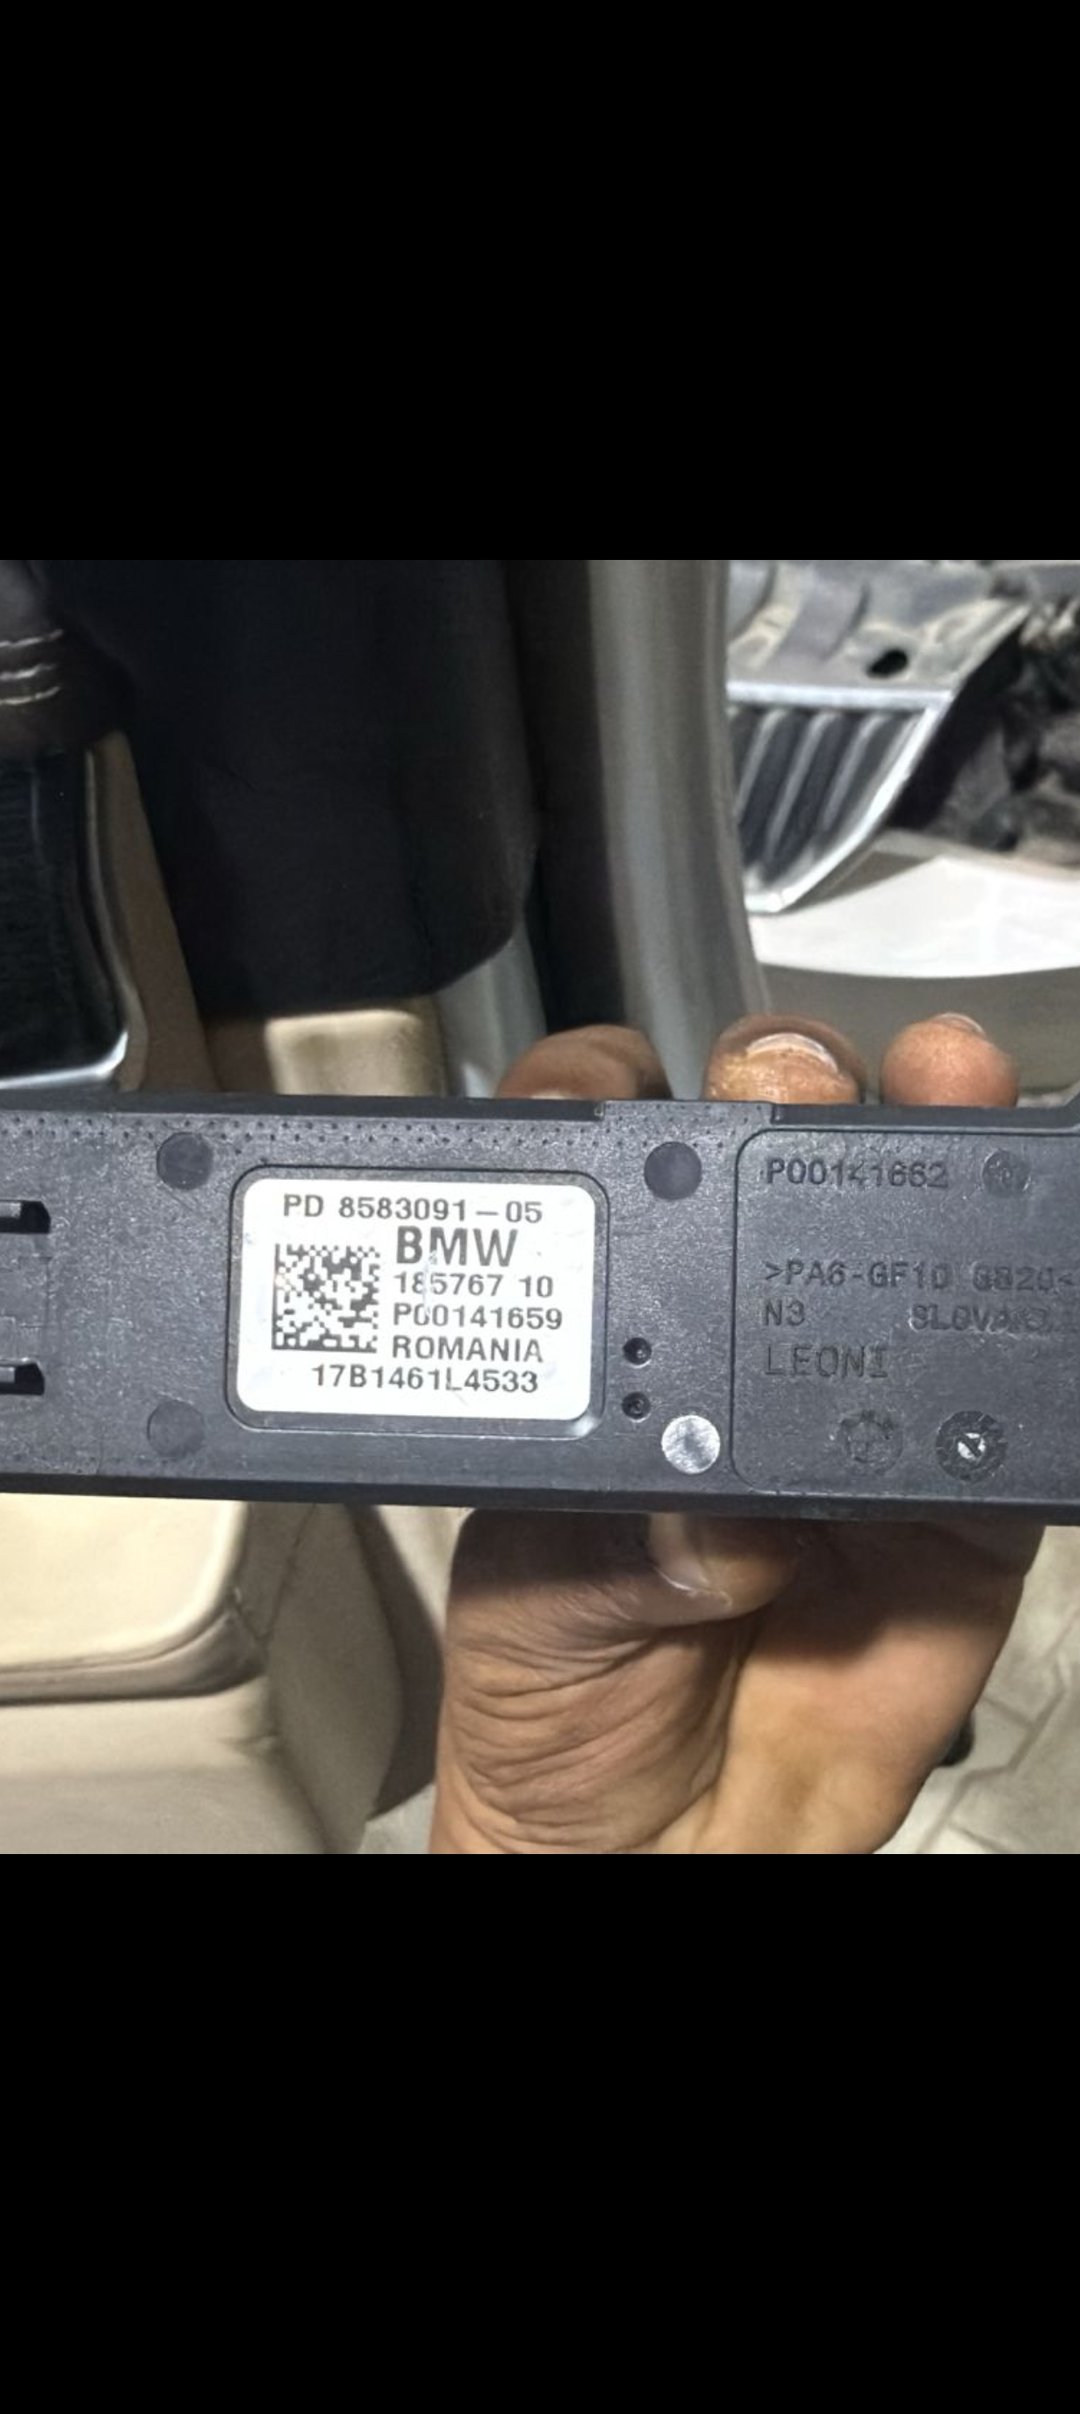 PD 8583091-05
BMW
185767 10
P00141659
ROMANIA
17B1461L4533
P00141662
>PA6-GF10
N3
LEONI